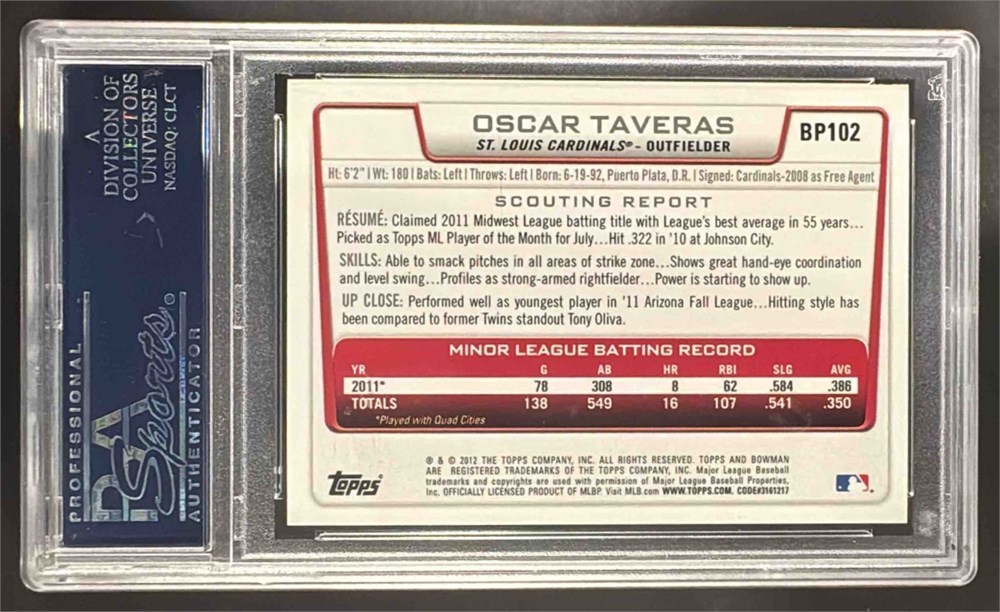 A
DIVISION OF
COLLECTORS
UNIVERSE
NASDAQ: CLCT
PROFESSIONAL
PSA
Sports®
AUTHENTICATOR
OSCAR TAVERAS
ST. LOUIS CARDINALS® - OUTFIELDER
BP102
Ht: 6'2" | Wt: 180 | Bats: Left | Throws: Left | Born: 6-19-92, Puerto Plata, D.R. | Signed: Cardinals-2008 as Free Agent
SCOUTING REPORT
RÉSUMÉ: Claimed 2011 Midwest League batting title with League's best average in 55 years...
Picked as Topps ML Player of the Month for July...Hit .322 in '10 at Johnson City.
SKILLS: Able to smack pitches in all areas of strike zone...Shows great hand-eye coordination
and level swing...Profiles as strong-armed rightfielder...Power is starting to show up.
UP CLOSE: Performed well as youngest player in '11 Arizona Fall League...Hitting style has
been compared to former Twins standout Tony Oliva.
MINOR LEAGUE BATTING RECORD
YR G AB HR RBI SLG AVG
2011* 78 308 8 62 .584 .386
TOTALS 138 549 16 107 .541 .350
*Played with Quad Cities
® & © 2012 THE TOPPS COMPANY, INC. ALL RIGHTS RESERVED. TOPPS AND BOWMAN
ARE REGISTERED TRADEMARKS OF THE TOPPS COMPANY, INC. Major League Baseball
trademarks and copyrights are used with permission of Major League Baseball Properties,
Inc. OFFICIALLY LICENSED PRODUCT OF MLBP. Visit MLB.com WWW.TOPPS.COM. CODE#3161217
Topps®